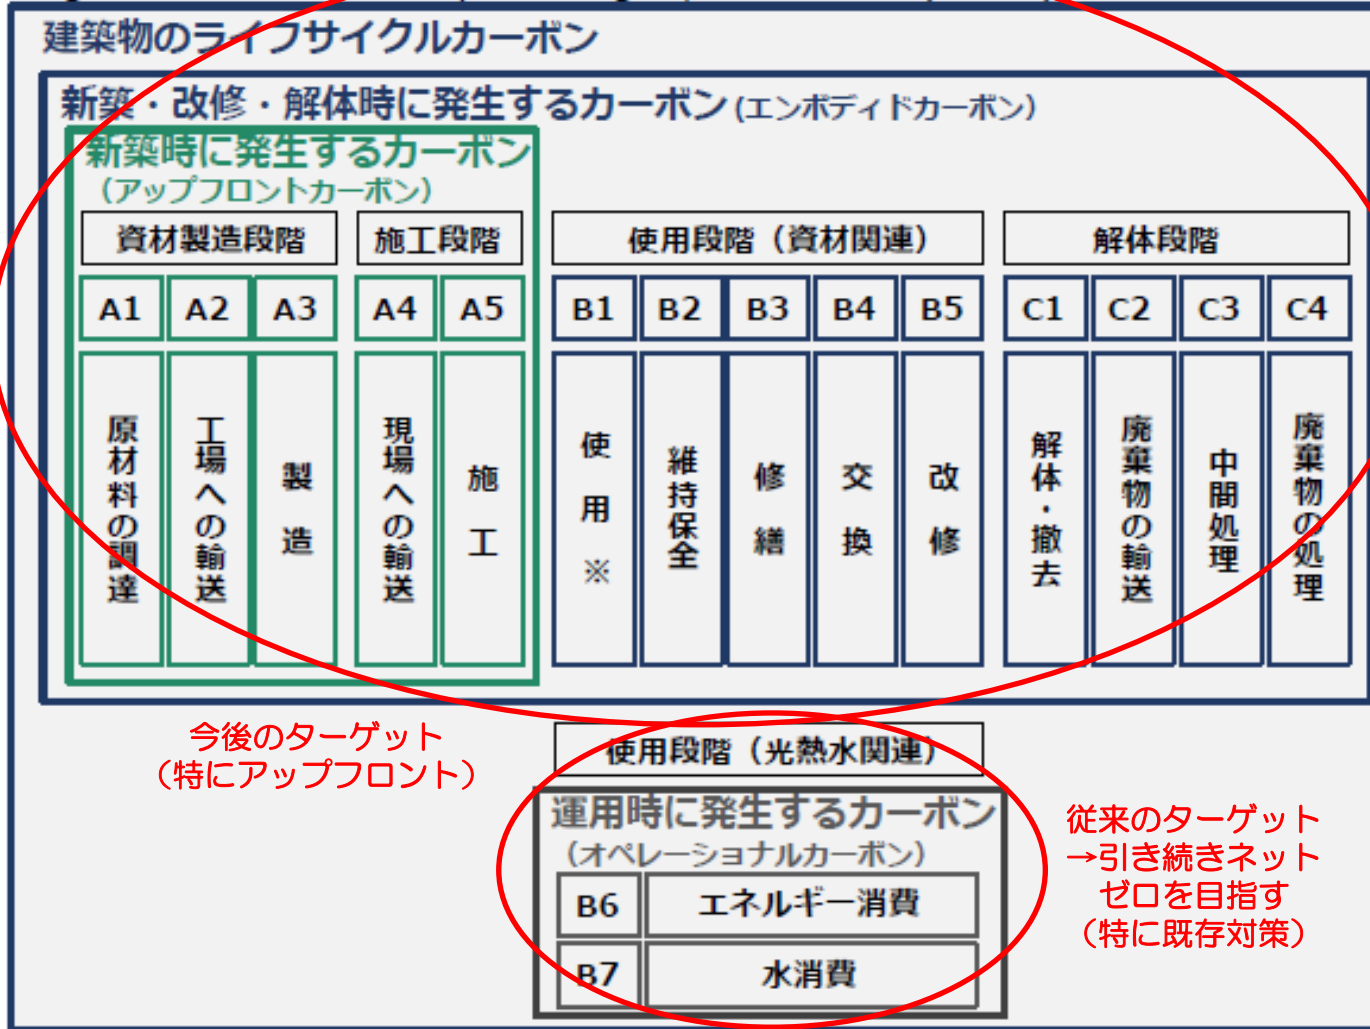 建築物のライフサイクルカーボン
新築・改修・解体時に発生するカーボン(エンボディドカーボン)
新築時に発生するカーボン
（アップフロントカーボン）
資材製造段階
施工段階
使用段階（資材関連）
解体段階
A1
A2
A3
A4
A5
B1
B2
B3
B4
B5
C1
C2
C3
C4
原材料の調達
工場への輸送
製造
現場への輸送
施工
使用※
維持保全
修繕
交換
改修
解体・撤去
廃棄物の輸送
中間処理
廃棄物の処理
今後のターゲット
（特にアップフロント）
使用段階（光熱水関連）
運用時に発生するカーボン
（オペレーショナルカーボン）
B6
エネルギー消費
B7
水消費
従来のターゲット
→引き続きネット
ゼロを目指す
（特に既存対策）